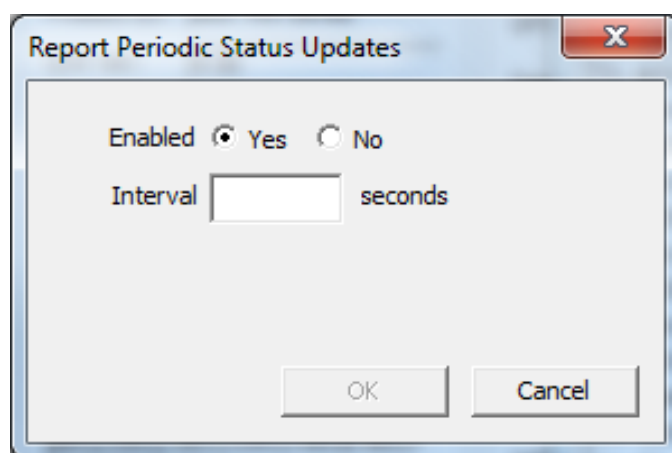 Report Periodic Status Updates
Enabled Yes No
Interval seconds
OK Cancel